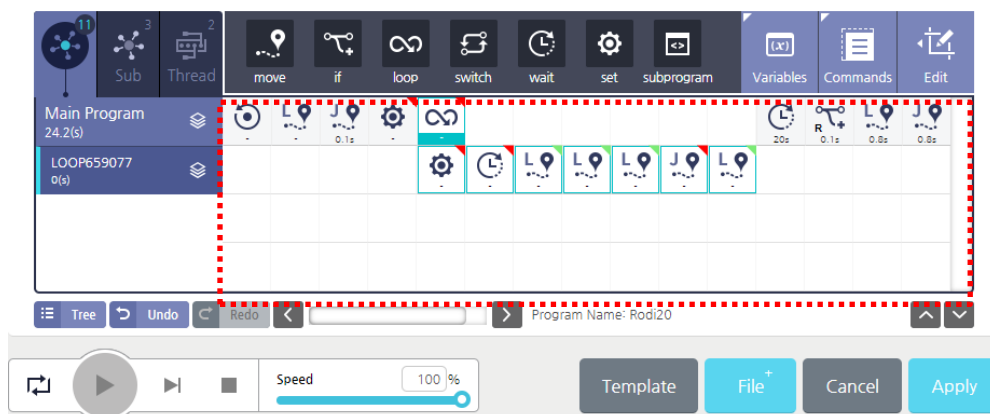 11
3
2
Sub
Thread
move
if
loop
switch
wait
set
subprogram
(x)
Variables
Commands
Edit
Main Program
24.2(s)
- L - J 0.1s - - 20s R 0.1s L 0.8s J 0.8s
LOOP659077
0(s)
- - L - L - L - J - L -
Tree
Undo
Redo
Program Name: Rodi20
Speed
100 %
Template
File+
Cancel
Apply